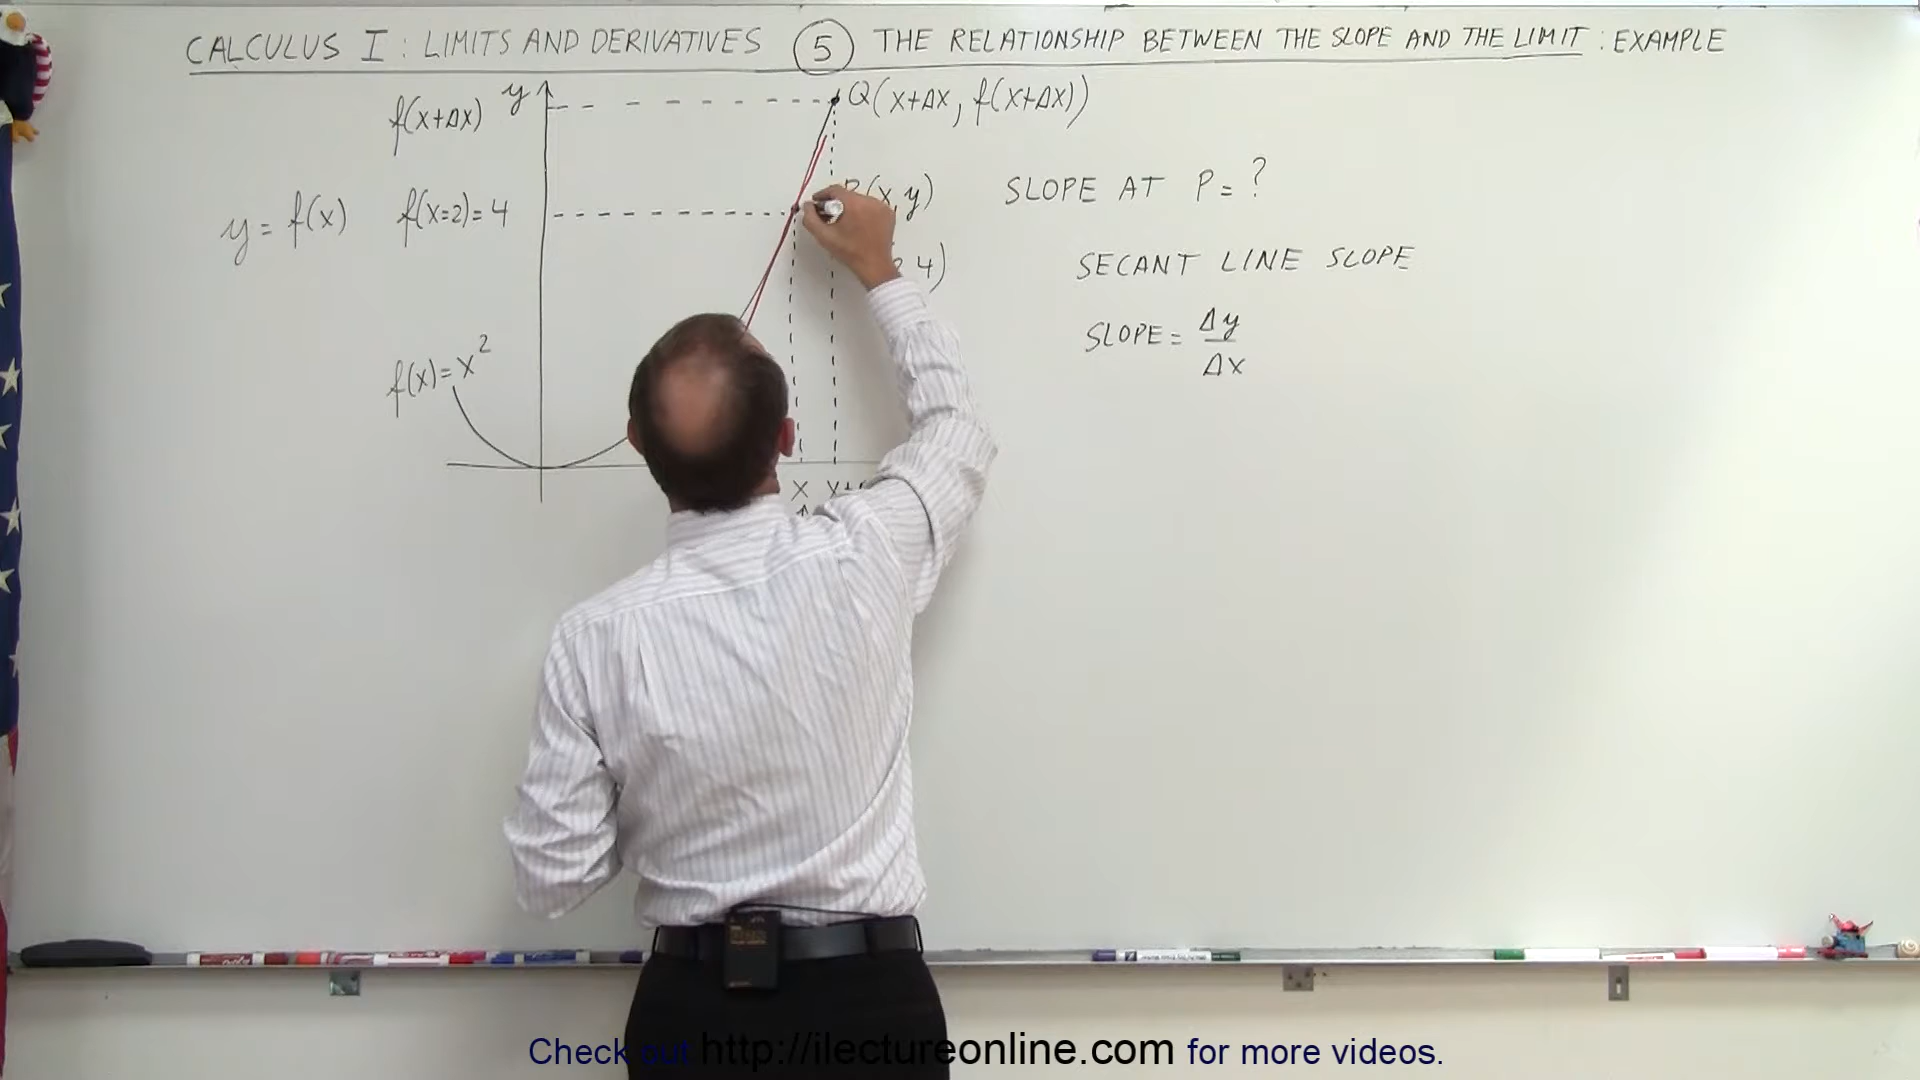 CALCULUS I : LIMITS AND DERIVATIVES ⑤ THE RELATIONSHIP BETWEEN THE SLOPE AND THE LIMIT : EXAMPLE
f(x+Δx) y Q(x+Δx, f(x+Δx))
y = f(x) f(x=2)=4 (x, y) SLOPE AT P = ?
4) SECANT LINE SLOPE
SLOPE = Δy/Δx
f(x)=x²
x x+
Check out http://ilectureonline.com for more videos.